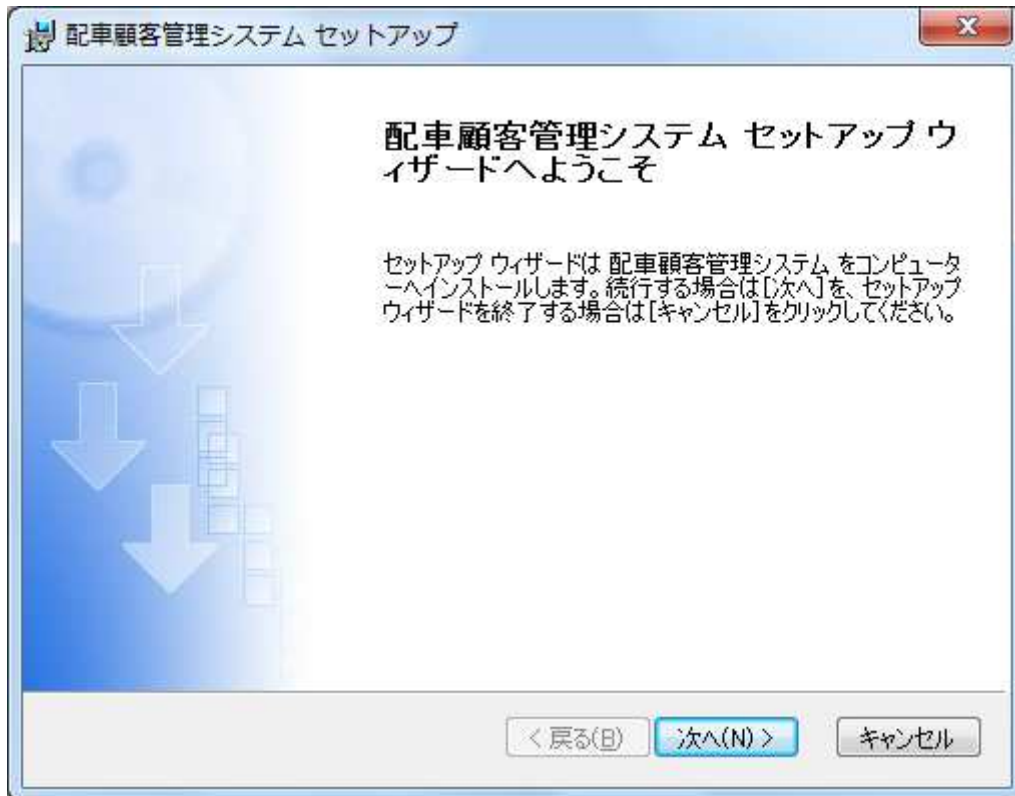 配車顧客管理システム セットアップ
配車顧客管理システム セットアップ ウ
ィザードへようこそ
セットアップ ウィザードは 配車顧客管理システム をコンピュータ
ーへインストールします。続行する場合は[次へ]を、セットアップ
ウィザードを終了する場合は[キャンセル]をクリックしてください。
< 戻る(B) 次へ(N) > キャンセル